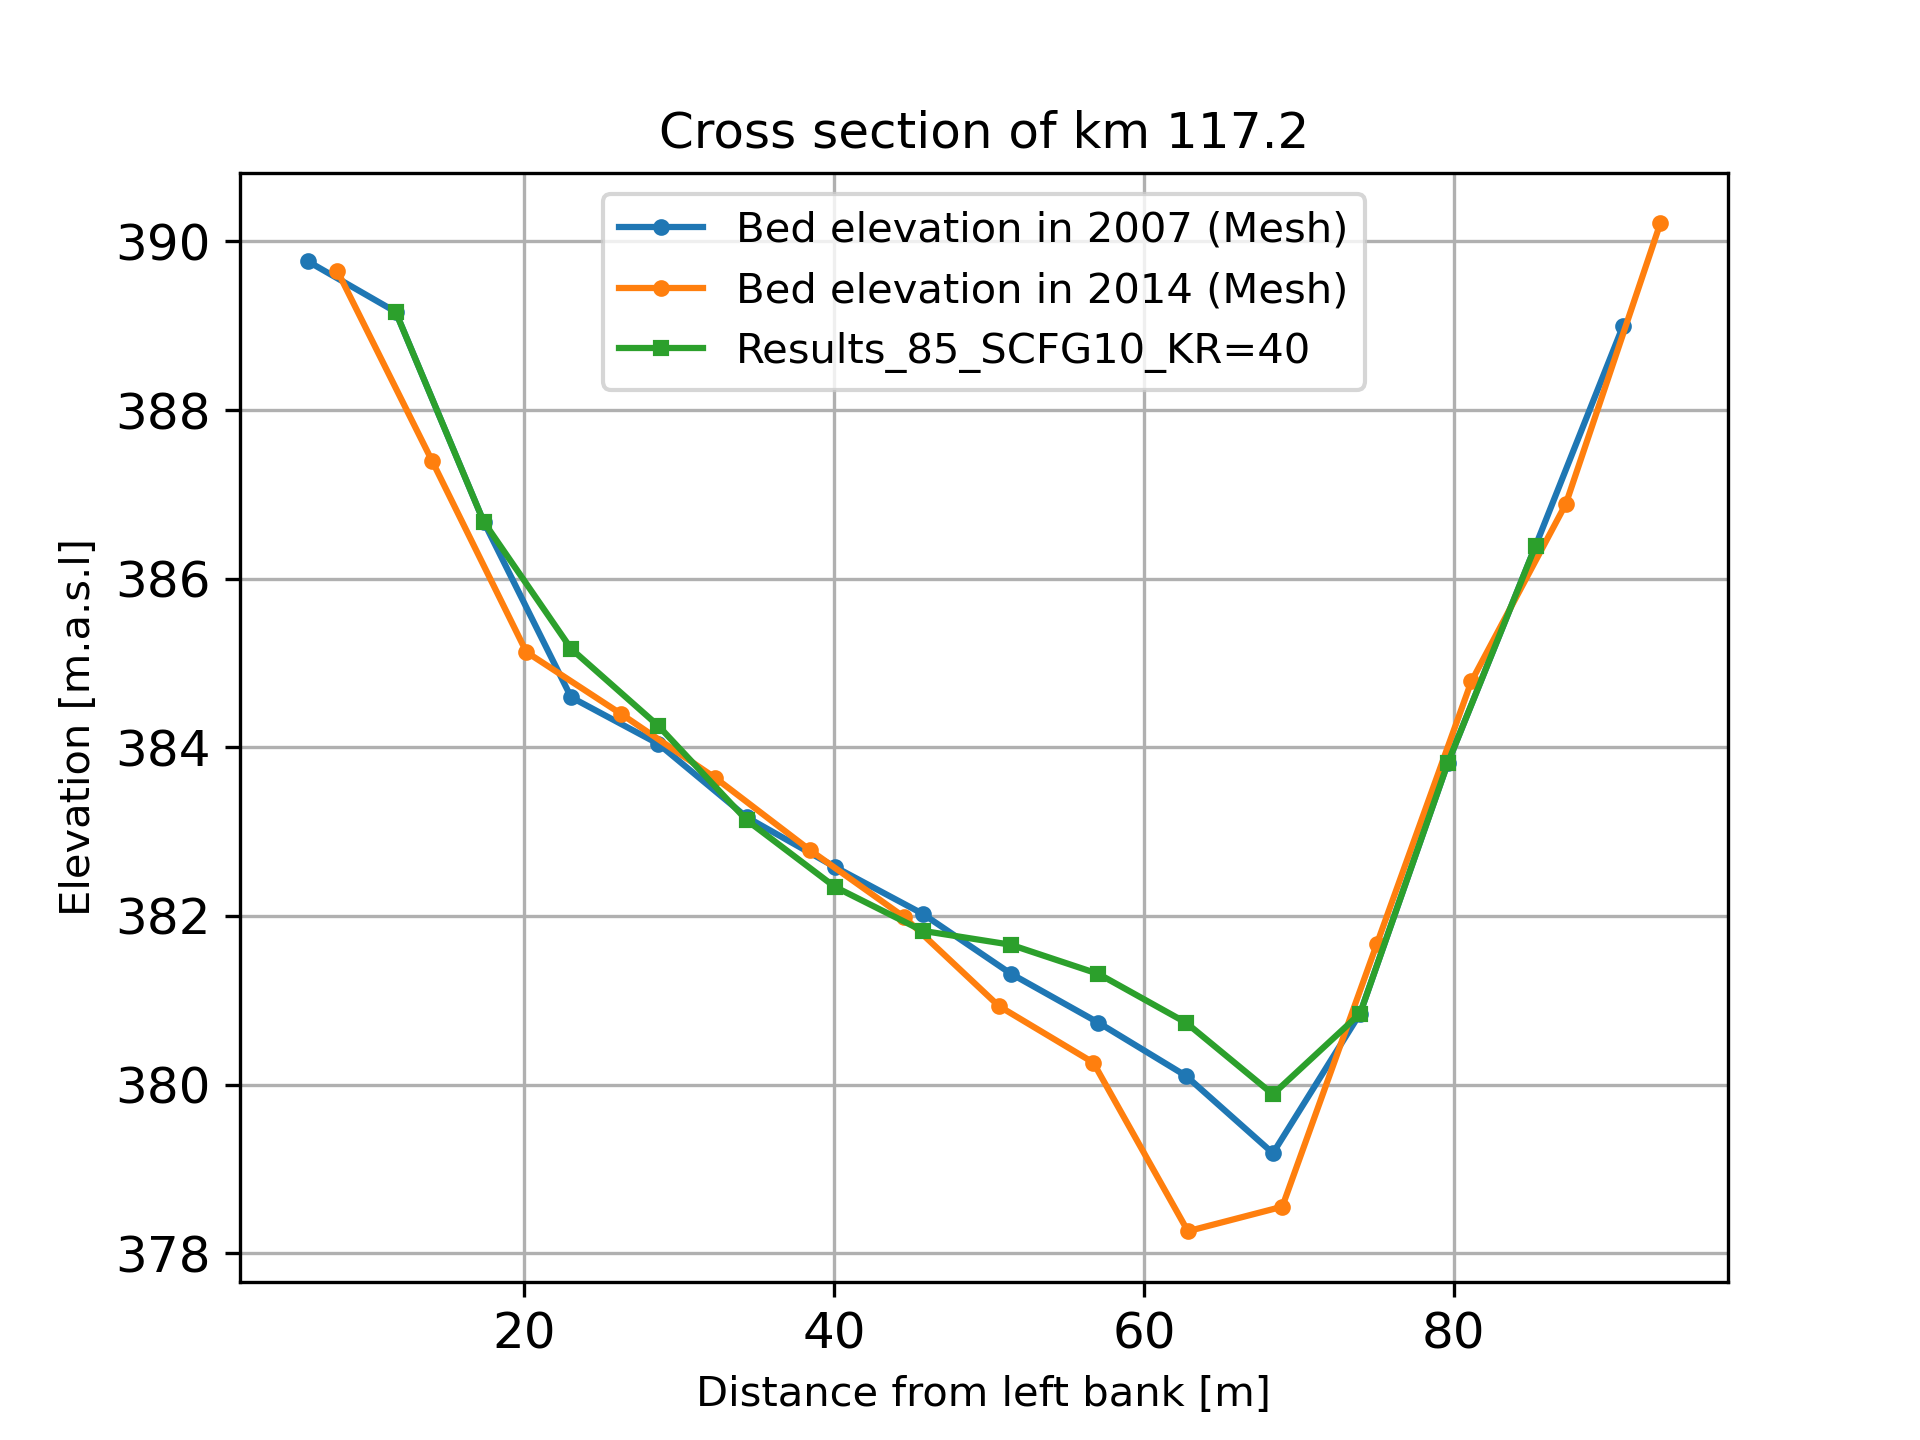 Cross section of km 117.2
Bed elevation in 2007 (Mesh)
Bed elevation in 2014 (Mesh)
Results_85_SCFG10_KR=40
Elevation [m.a.s.l]
390
388
386
384
382
380
378
20 40 60 80
Distance from left bank [m]